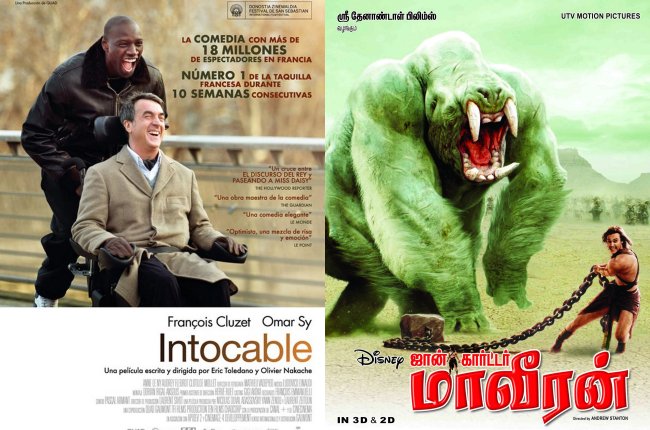 Una Producción de QUAD
DONOSTIA ZINEMALDIA
FESTIVAL DE SAN SEBASTIAN
LA COMEDIA CON MÁS DE
18 MILLONES
DE ESPECTADORES EN FRANCIA
NÚMERO 1 DE LA TAQUILLA
FRANCESA DURANTE
10 SEMANAS CONSECUTIVAS
"Un cruce entre
EL DISCURSO DEL REY y
PASEANDO A MISS DAISY"
THE HOLLYWOOD REPORTER
"Una obra maestra de la comedia"
THE GUARDIAN
"Una comedia elegante"
LE MONDE
"Optimista, una mezcla de risa
y emoción"
LE POINT
François Cluzet Omar Sy
Intocable
Una película escrita y dirigida por Eric Toledano y Olivier Nakache
ஸ்ரீ தேனாண்டாள் பிலிம்ஸ்
வழங்கும்
UTV MOTION PICTURES
DISNEY ஜான் கார்ட்டர்
மாவீரன்
IN 3D & 2D
Directed by ANDREW STANTON